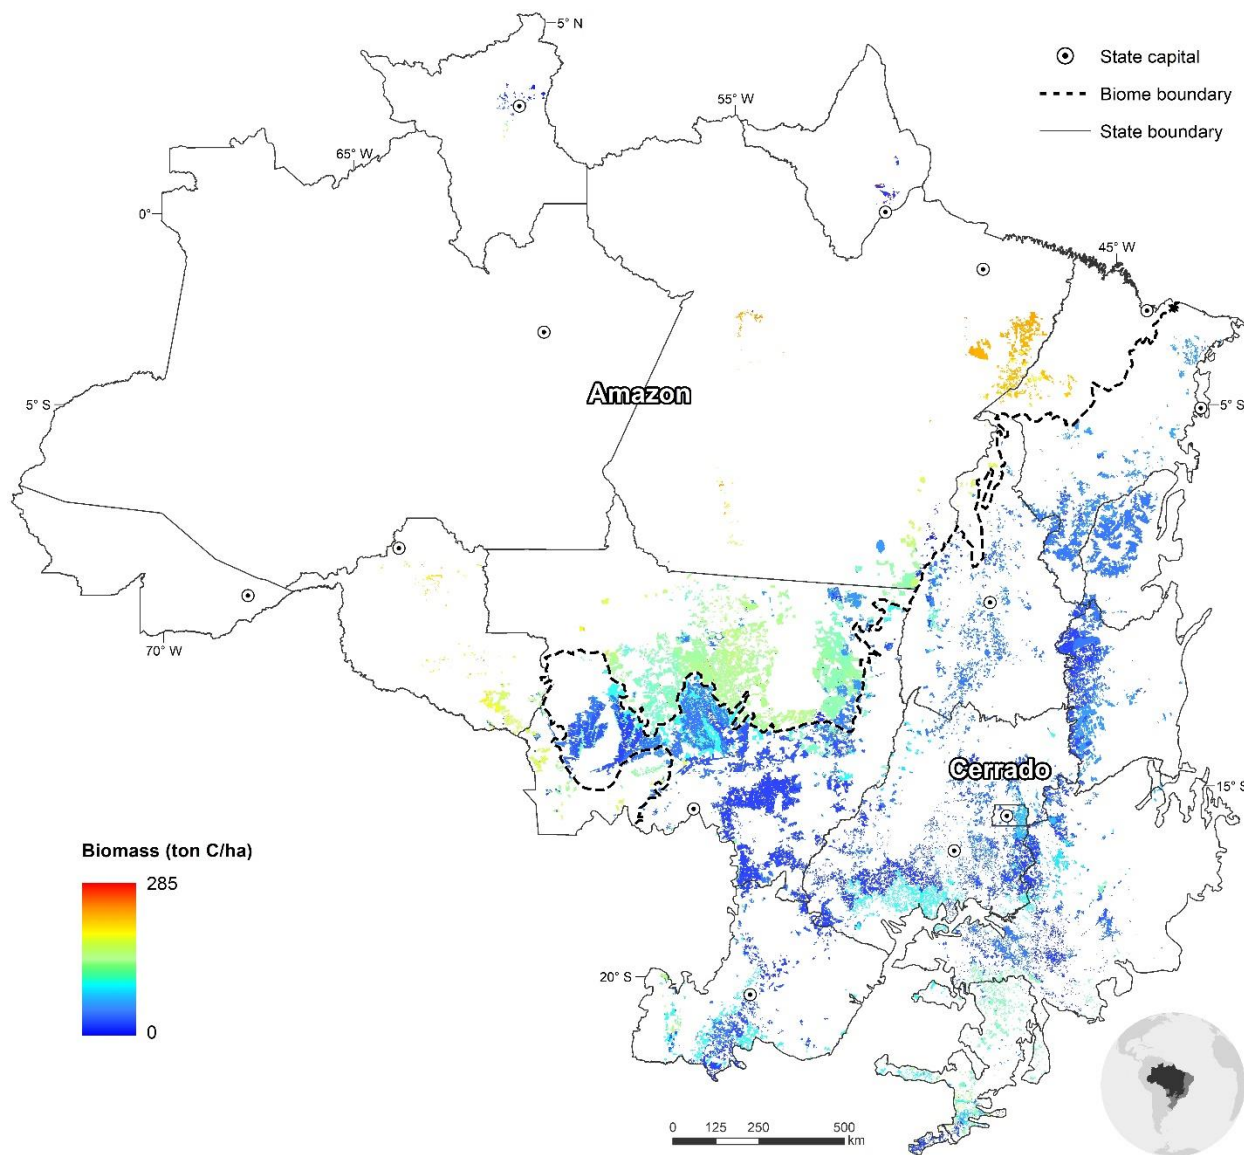 5° N
State capital
Biome boundary
State boundary
55° W
65° W
0°
45° W
Amazon
5° S
5° S
70° W
Cerrado
15° S
Biomass (ton C/ha)
285
0
20° S
0 125 250 500
km